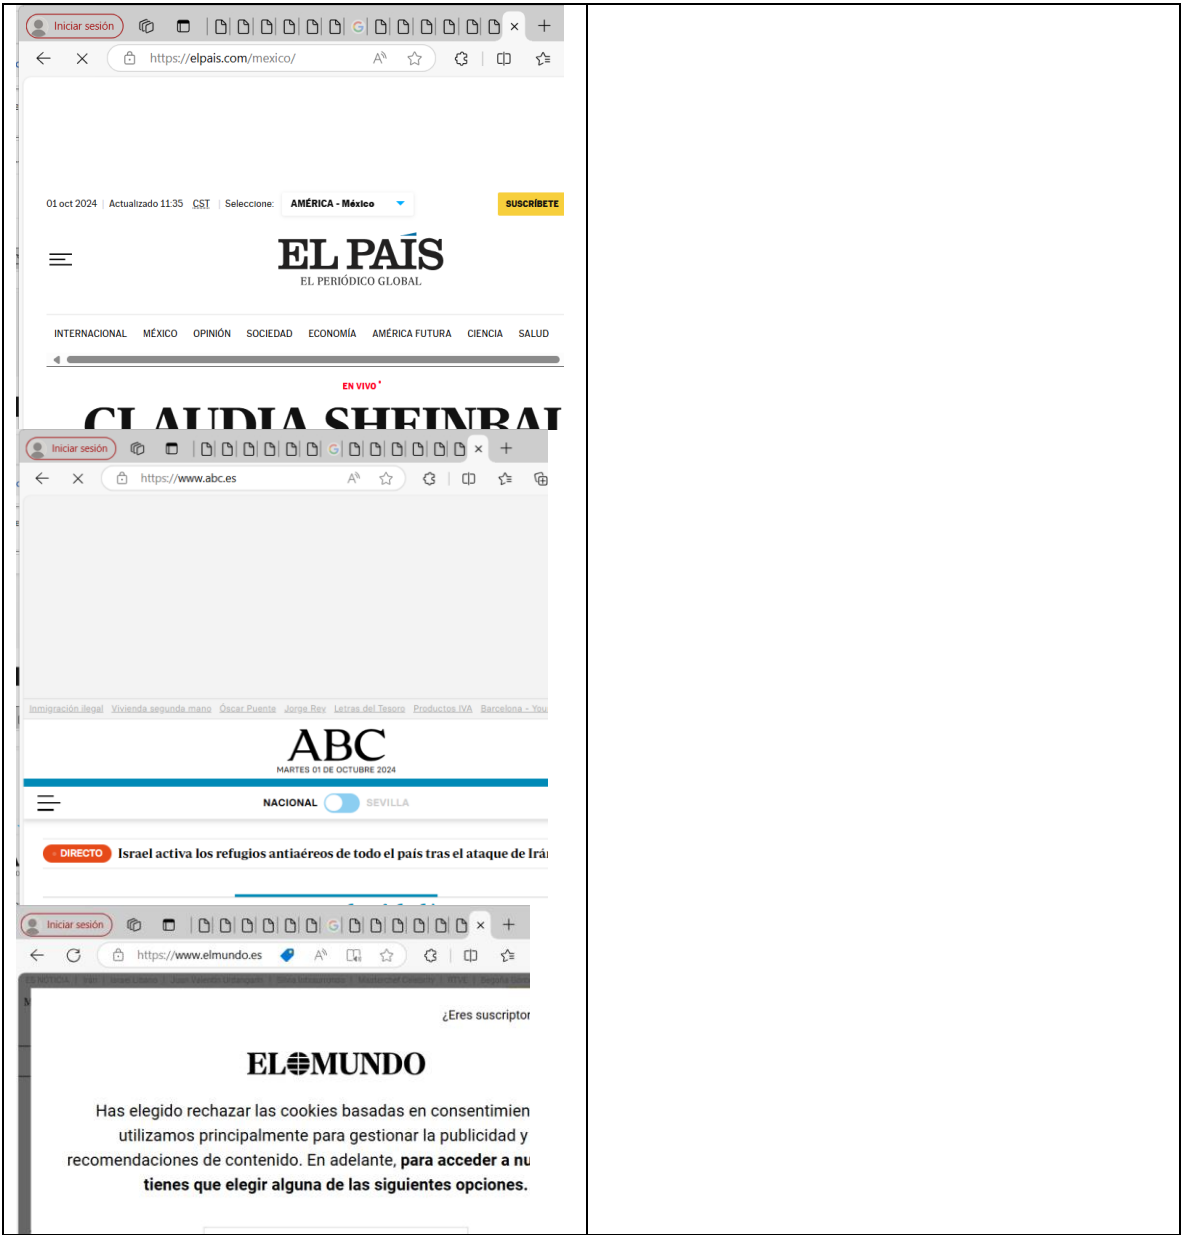 Iniciar sesión
https://elpais.com/mexico/
01 oct 2024 | Actualizado 11:35 CST | Seleccione: AMÉRICA - México
SUSCRÍBETE
EL PAÍS
EL PERIÓDICO GLOBAL
INTERNACIONAL MÉXICO OPINIÓN SOCIEDAD ECONOMÍA AMÉRICA FUTURA CIENCIA SALUD
EN VIVO
CLAUDIA SHEINBAU
Iniciar sesión
https://www.abc.es
Inmigración ilegal Vivienda segunda mano Óscar Puente Jorge Rey Letras del Tesoro Productos IVA Barcelona - You
ABC
MARTES 01 DE OCTUBRE 2024
NACIONAL SEVILLA
DIRECTO Israel activa los refugios antiaéreos de todo el país tras el ataque de Irán
Iniciar sesión
https://www.elmundo.es
¿Eres suscriptor
EL MUNDO
Has elegido rechazar las cookies basadas en consentimien
utilizamos principalmente para gestionar la publicidad y
recomendaciones de contenido. En adelante, para acceder a nu
tienes que elegir alguna de las siguientes opciones.